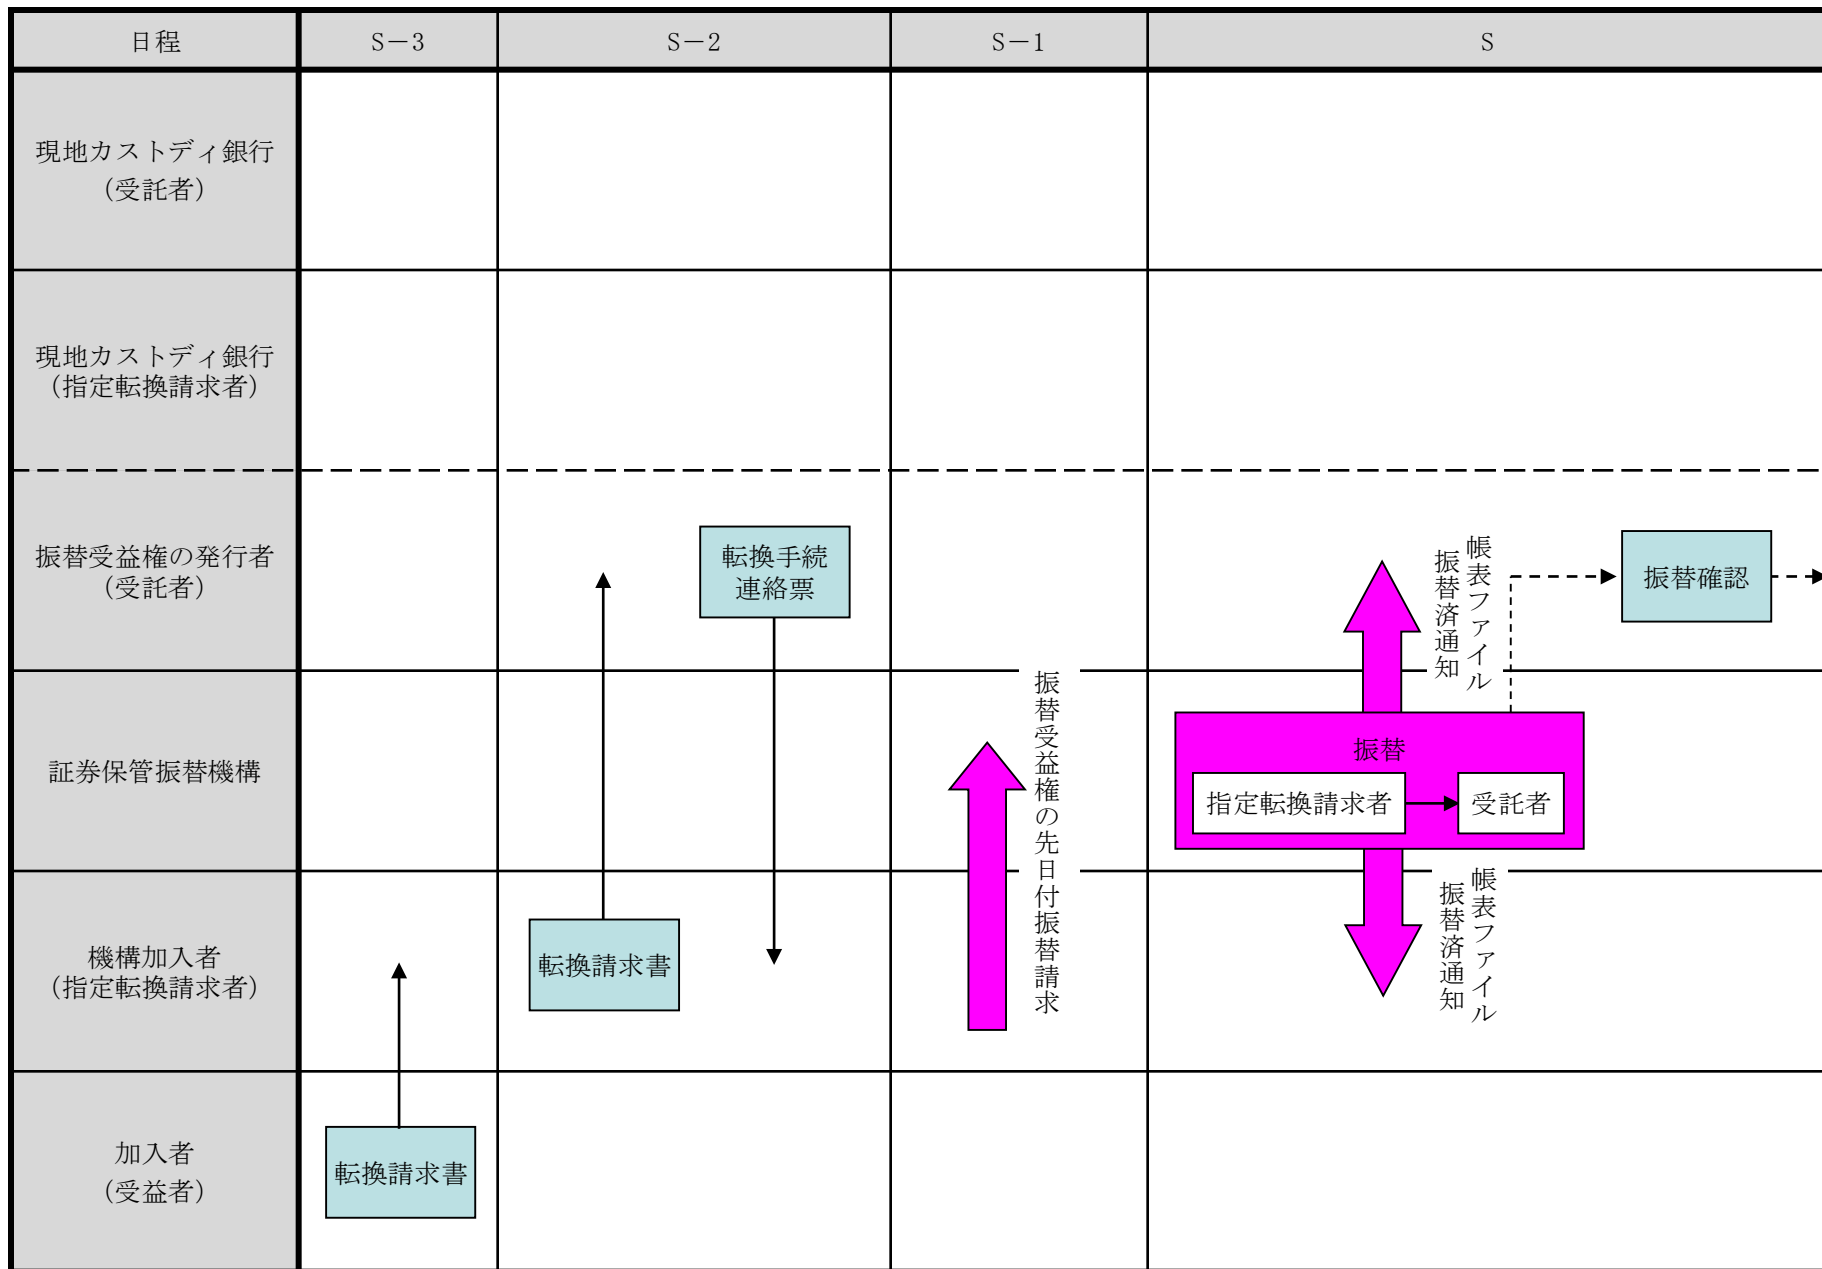 日程
S－3
S－2
S－1
S
現地カストディ銀行
（受託者）
現地カストディ銀行
（指定転換請求者）
振替受益権の発行者
（受託者）
転換手続
連絡票
帳表ファイル
振替済通知
振替確認
証券保管振替機構
振替受益権の先日付振替請求
振替
指定転換請求者
受託者
機構加入者
（指定転換請求者）
転換請求書
帳表ファイル
振替済通知
加入者
（受益者）
転換請求書